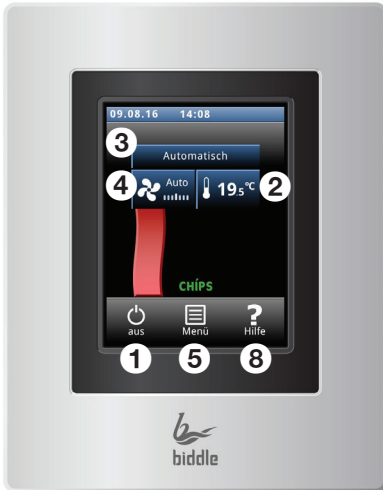 09.08.16 14:08
3
Automatisch
4 Auto 19,5°C 2
CHÍPS
aus Menü Hilfe
1 5 8
biddle